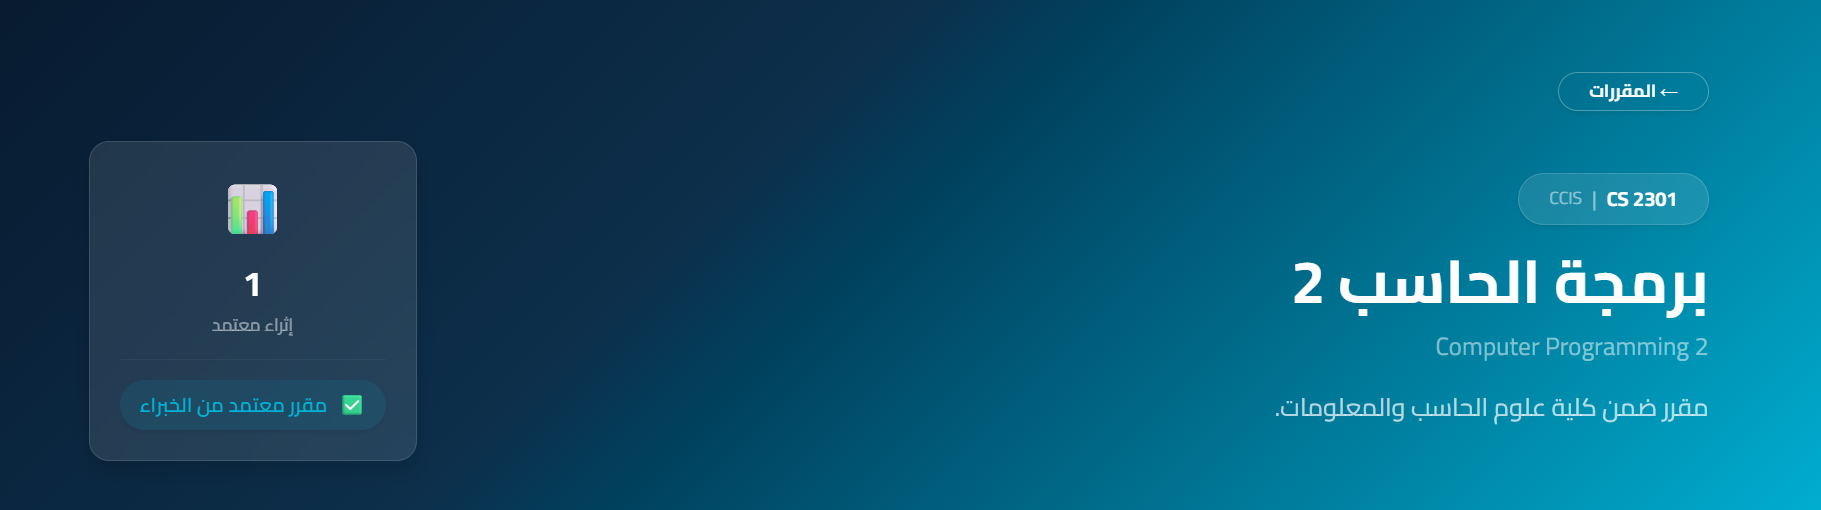 ← المقررات
CS 2301 | CCIS
برمجة الحاسب 2
Computer Programming 2
مقرر ضمن كلية علوم الحاسب والمعلومات.
1
إثراء معتمد
✅ مقرر معتمد من الخبراء